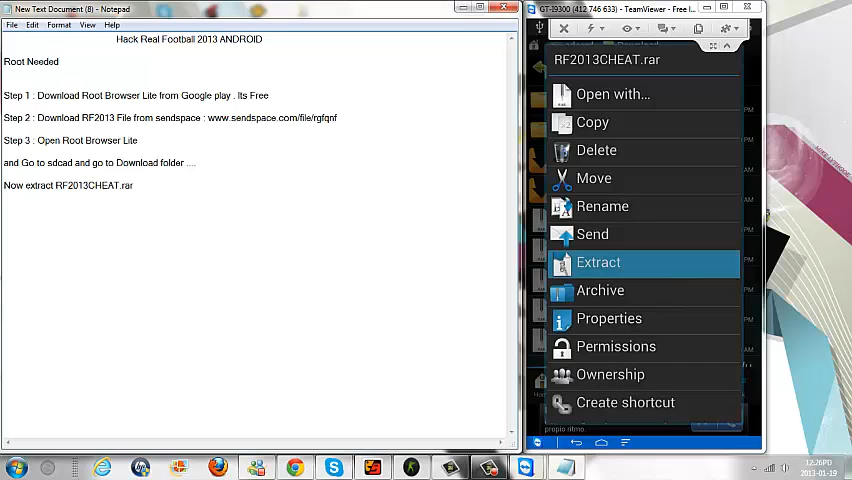 New Text Document (8) - Notepad
File Edit Format View Help
Hack Real Football 2013 ANDROID
Root Needed
Step 1 : Download Root Browser Lite from Google play . Its Free
Step 2 : Download RF2013 File from sendspace : www.sendspace.com/file/rgfqnf
Step 3 : Open Root Browser Lite
and Go to sdcad and go to Download folder ....
Now extract RF2013CHEAT.rar
GT-I9300 (412 746 633) - TeamViewer - Free l...
RF2013CHEAT.rar
Open with...
Copy
Delete
Move
Rename
Send
Extract
Archive
Properties
Permissions
Ownership
Create shortcut
propio ritmo.
12:26PD
2013-01-19